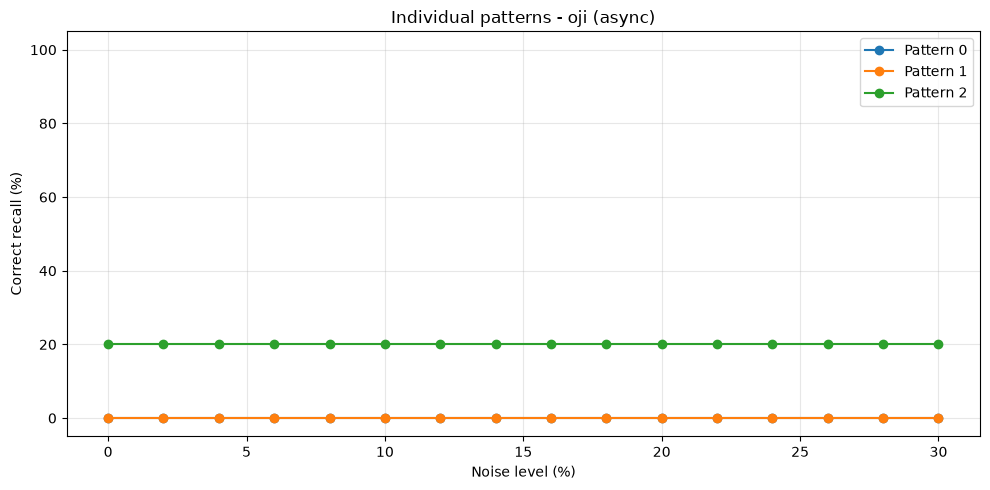 Individual patterns - oji (async)
Pattern 0
Pattern 1
Pattern 2
Correct recall (%)
100
80
60
40
20
0
0 5 10 15 20 25 30
Noise level (%)